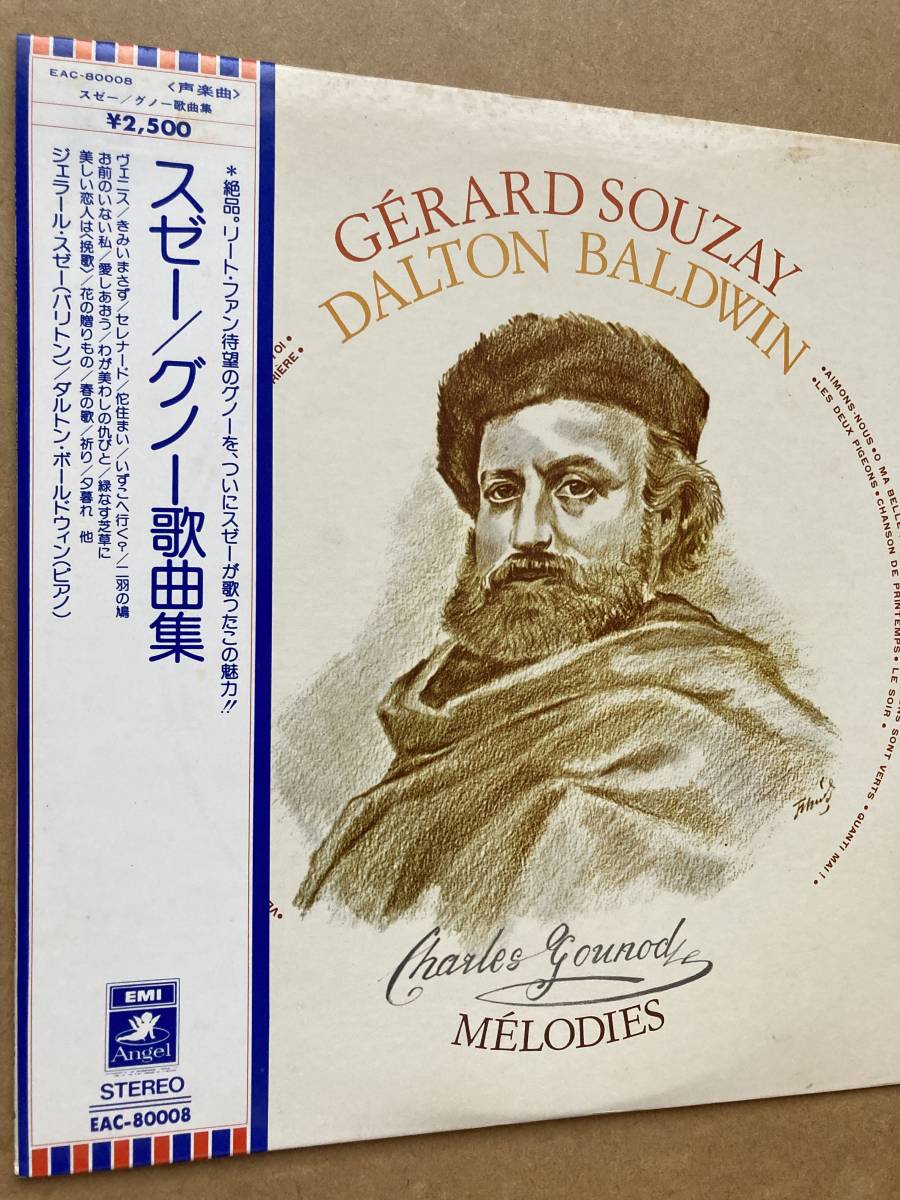 EAC-80008 〈声楽曲〉
スゼー/グノー歌曲集
¥2,500
*絶品。リート・ファン待望のグノーを、ついにスゼーが歌ったこの魅力!!
スゼー/グノー歌曲集
ヴェニス/きみいまさず/セレナード/佗住まい/いずこへ行く?/二羽の鳩
お前のいない私/愛しあおう/わが美わしの仇びと/緑なす芝草に
美しい恋人は〈挽歌〉/花の贈りもの/春の歌/祈り/夕暮れ 他
ジェラール・スゼー(バリトン)/ダルトン・ボールドウィン(ピアノ)
EMI
Angel
STEREO
EAC-80008
GÉRARD SOUZAY
DALTON BALDWIN
•AIMONS-NOUS•O MA BELLE
•LES DEUX PIGEONS•CHANSON DE PRINTEMPS•LE SOIR•
SONT VERTS•QUANTI MAI!•
Charles Gounod
MÉLODIES